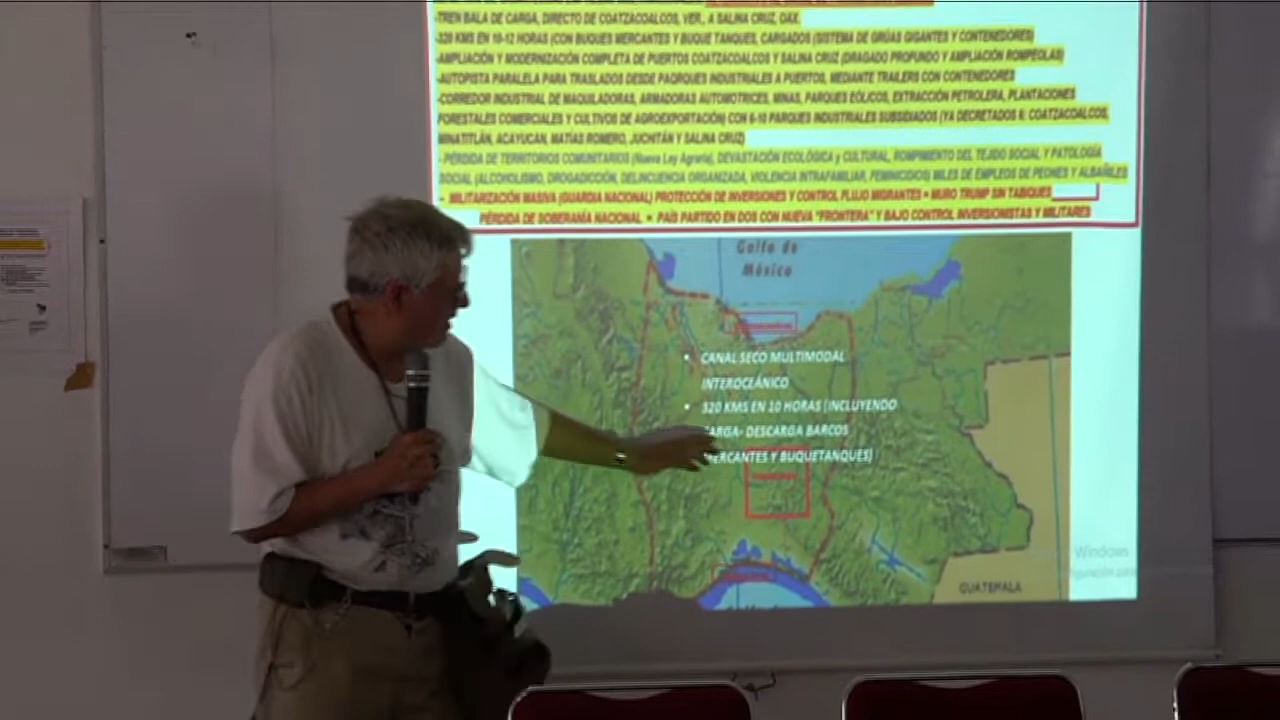 -TREN BALA DE CARGA, DIRECTO DE COATZACOALCOS, VER., A SALINA CRUZ, OAX.
-320 KMS EN 10-12 HORAS (CON BUQUES MERCANTES Y BUQUE TANQUES, CARGADOS (SISTEMA DE GRÚAS GIGANTES Y CONTENEDORES)
-AMPLIACIÓN Y MODERNIZACIÓN COMPLETA DE PUERTOS COATZACOALCOS Y SALINA CRUZ (DRAGADO PROFUNDO Y AMPLIACIÓN ROMPEOLAS)
-AUTOPISTA PARALELA PARA TRASLADOS DESDE PAORQUES INDUSTRIALES A PUERTOS, MEDIANTE TRAILERS CON CONTENEDORES
-CORREDOR INDUSTRIAL DE MAQUILADORAS, ARMADORAS AUTOMOTRICES, MINAS, PARQUES EÓLICOS, EXTRACCIÓN PETROLERA, PLANTACIONES
FORESTALES COMERCIALES Y CULTIVOS DE AGROEXPORTACIÓN) CON 6-10 PARQUES INDUSTRIALES SUBSIDIADOS (YA DECRETADOS 6: COATZACOALCOS,
MINATITLÁN, ACAYUCAN, MATÍAS ROMERO, JUCHITÁN Y SALINA CRUZ)
- PÉRDIDA DE TERRITORIOS COMUNITARIOS (Nueva Ley Agraria), DEVASTACIÓN ECOLÓGICA y CULTURAL, ROMPIMIENTO DEL TEJIDO SOCIAL Y PATOLOGÍA
SOCIAL (ALCOHOLISMO, DROGADICCIÓN, DELINCUENCIA ORGANIZADA, VIOLENCIA INTRAFAMILIAR, FEMINICIDIOS) MILES DE EMPLEOS DE PEONES Y ALBAÑILES
- MILITARIZACIÓN MASIVA (GUARDIA NACIONAL) PROTECCIÓN DE INVERSIONES Y CONTROL FLUJO MIGRANTES = MURO TRUMP SIN TABIQUES
PÉRDIDA DE SOBERANÍA NACIONAL = PAÍS PARTIDO EN DOS CON NUEVA "FRONTERA" Y BAJO CONTROL INVERSIONISTAS Y MILITARES
Golfo de
México
• CANAL SECO MULTIMODAL
INTEROCEÁNICO
• 320 KMS EN 10 HORAS (INCLUYENDO
CARGA- DESCARGA BARCOS
MERCANTES Y BUQUETANQUES)
Windows
GUATEMALA